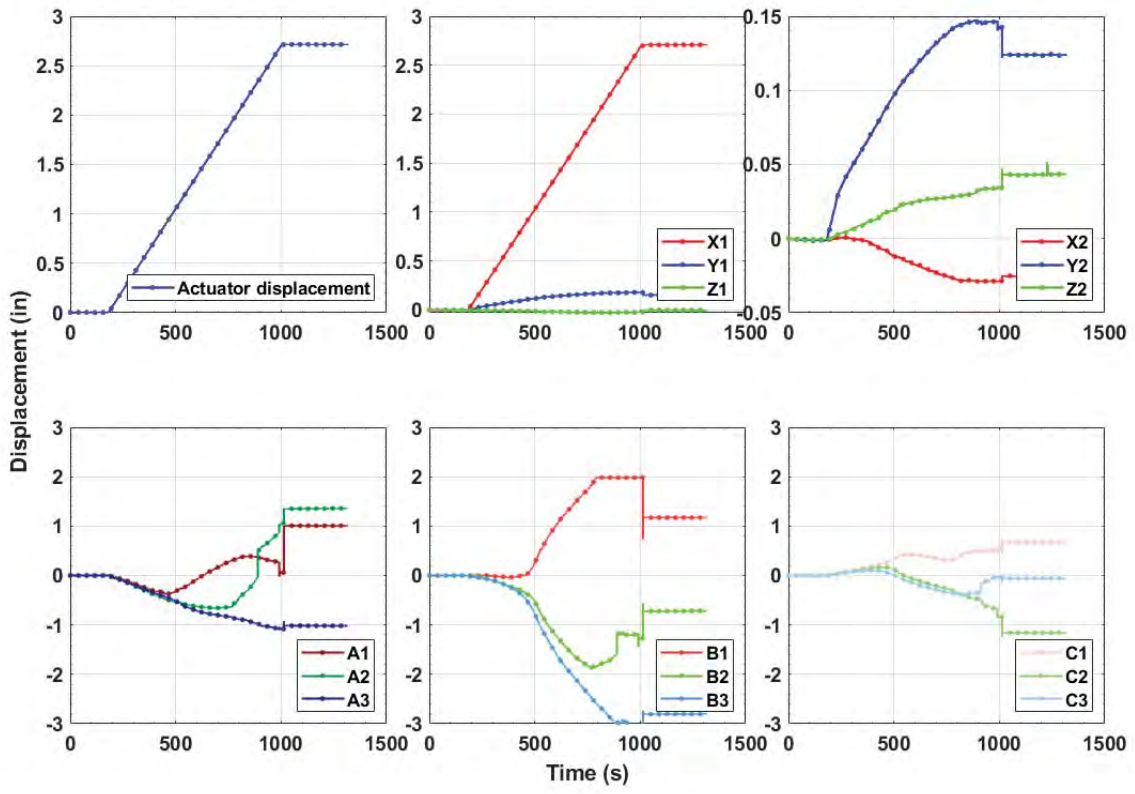 3
2.5
2
1.5
1
0.5
0
0 500 1000 1500
Actuator displacement
3
2.5
2
1.5
1
0.5
0
0 500 1000 1500
X1
Y1
Z1
0.15
0.1
0.05
0
-0.05
0 500 1000 1500
X2
Y2
Z2
Displacement (in)
3
2
1
0
-1
-2
-3
0 500 1000 1500
A1
A2
A3
3
2
1
0
-1
-2
-3
0 500 1000 1500
B1
B2
B3
3
2
1
0
-1
-2
-3
0 500 1000 1500
C1
C2
C3
Time (s)